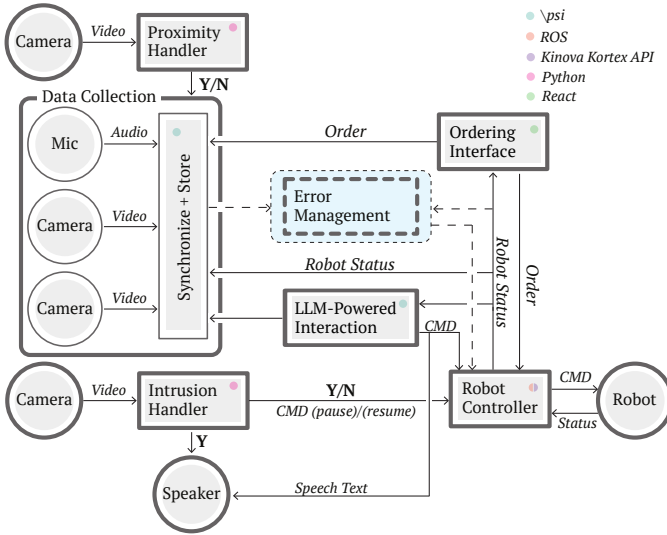 \psi
ROS
Kinova Kortex API
Python
React
Camera
Video
Proximity
Handler
Y/N
Data Collection
Mic
Audio
Camera
Video
Camera
Video
Synchronize + Store
Order
Ordering
Interface
Error
Management
Robot Status
Robot Status
Order
LLM-Powered
Interaction
CMD
Camera
Video
Intrusion
Handler
Y/N
CMD (pause)/(resume)
Robot
Controller
CMD
Status
Robot
Y
Speaker
Speech Text